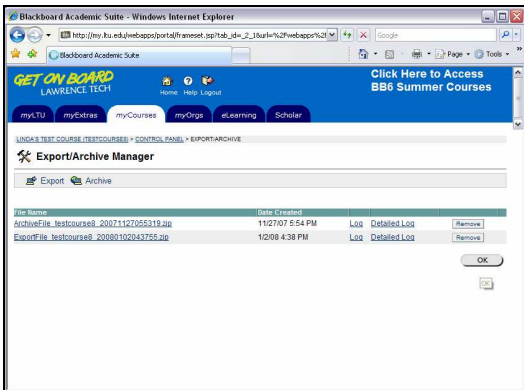 Blackboard Academic Suite - Windows Internet Explorer
http://my.ltu.edu/webapps/portal/frameset.jsp?tab_id=_2_1&url=%2Fwebapps%2f
Google
Blackboard Academic Suite
Page Tools
GET ON BOARD
LAWRENCE TECH
Home Help Logout
Click Here to Access
BB6 Summer Courses
myLTU myExtras myCourses myOrgs eLearning Scholar
LINDA'S TEST COURSE (TESTCOURSE8) > CONTROL PANEL > EXPORT/ARCHIVE
Export/Archive Manager
Export Archive
File Name Date Created
ArchiveFile_testcourse8_20071127055319.zip 11/27/07 5:54 PM Log Detailed Log Remove
ExportFile_testcourse8_20080102043755.zip 1/2/08 4:38 PM Log Detailed Log Remove
OK
OK